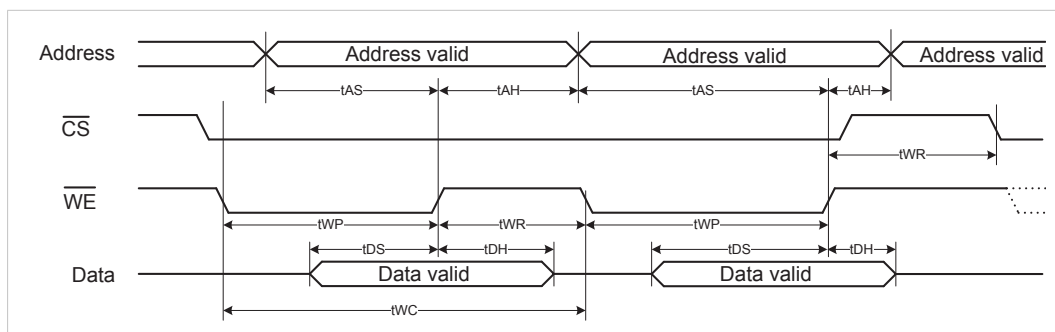 Address Address valid Address valid Address valid
tAS tAH tAS tAH
CS
tWR
WE
tWP tWR tWP
tDS tDH tDS tDH
Data Data valid Data valid
tWC